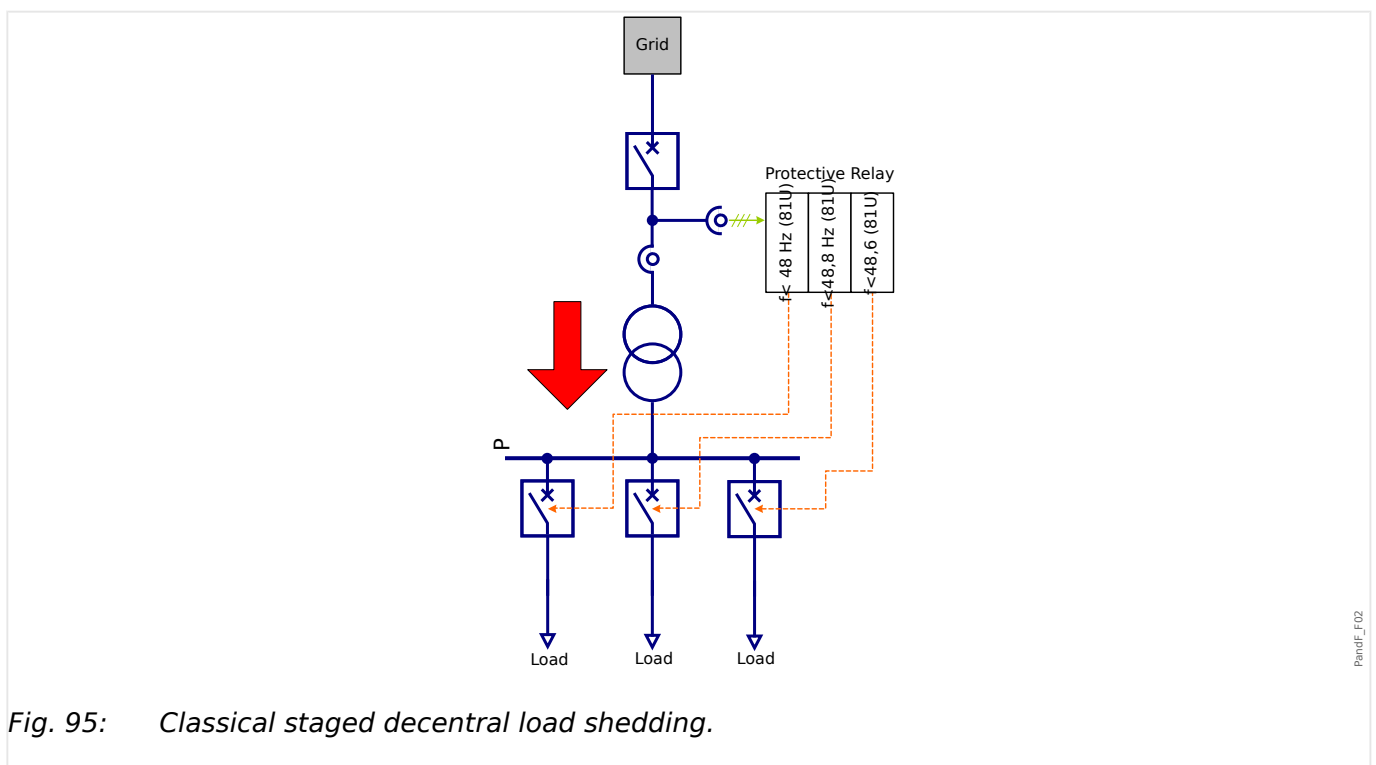 Grid
Protective Relay
f< 48 Hz (81U)
f<48,8 Hz (81U)
f<48,6 (81U)
P
Load
Load
Load
PandF_F02
Fig. 95: Classical staged decentral load shedding.